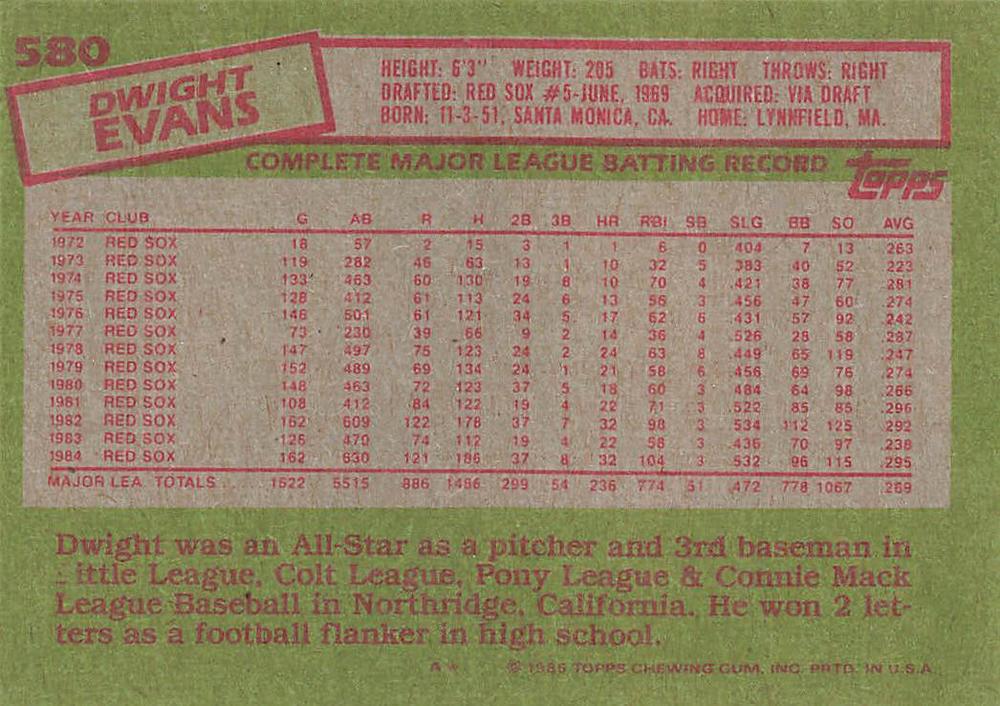 580
DWIGHT
EVANS
HEIGHT: 6'3" WEIGHT: 205 BATS: RIGHT THROWS: RIGHT
DRAFTED: RED SOX #5-JUNE, 1969 ACQUIRED: VIA DRAFT
BORN: 11-3-51, SANTA MONICA, CA. HOME: LYNNFIELD, MA.
COMPLETE MAJOR LEAGUE BATTING RECORD
Topps
YEAR CLUB G AB R H 2B 3B HR RBI SB SLG BB SO AVG
1972 RED SOX 18 57 2 15 3 1 1 6 0 .404 7 13 .263
1973 RED SOX 119 282 46 63 13 1 10 32 5 .383 40 52 .223
1974 RED SOX 133 463 60 130 19 8 10 70 4 .421 38 77 .281
1975 RED SOX 128 412 61 113 24 6 13 56 3 .456 47 60 .274
1976 RED SOX 146 501 61 121 34 5 17 62 6 .431 57 92 .242
1977 RED SOX 73 230 39 66 9 2 14 36 4 .526 28 58 .287
1978 RED SOX 147 497 75 123 24 2 24 63 8 .449 65 119 .247
1979 RED SOX 152 489 69 134 24 1 21 58 6 .456 69 76 .274
1980 RED SOX 148 463 72 123 37 5 18 60 3 .484 64 98 .266
1981 RED SOX 108 412 84 122 19 4 22 71 3 .522 85 85 .296
1982 RED SOX 162 609 122 178 37 7 32 98 3 .534 112 125 .292
1983 RED SOX 126 470 74 112 19 4 22 58 3 .436 70 97 .238
1984 RED SOX 162 630 121 186 37 8 32 104 3 .532 96 115 .295
MAJOR LEA. TOTALS 1622 5515 886 1486 299 54 236 774 51 .472 778 1067 .269
Dwight was an All-Star as a pitcher and 3rd baseman in
Little League, Colt League, Pony League & Connie Mack
League Baseball in Northridge, California. He won 2 let-
ters as a football flanker in high school.
A* © 1985 TOPPS CHEWING GUM, INC. PRTD. IN U.S.A.